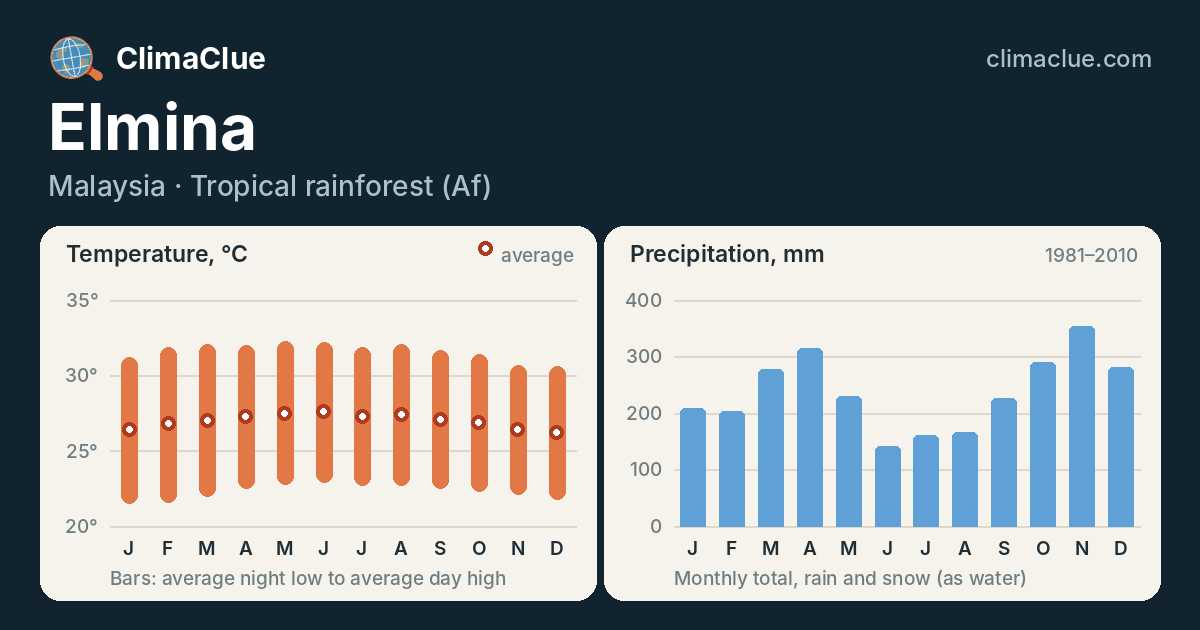 ClimaClue
climaclue.com
Elmina
Malaysia · Tropical rainforest (Af)
Temperature, °C
average
35°
30°
25°
20°
J F M A M J J A S O N D
Bars: average night low to average day high
Precipitation, mm
1981–2010
400
300
200
100
0
J F M A M J J A S O N D
Monthly total, rain and snow (as water)